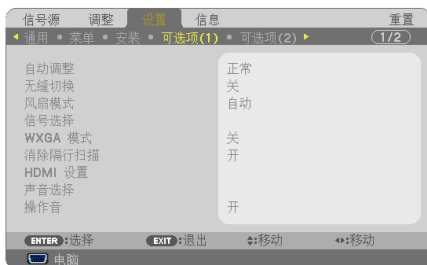 信号源 调整 设置 信息 重置
通用 • 菜单 • 安装 • 可选项(1) • 可选项(2) 1/2
自动调整 正常
无缝切换 关
风扇模式 自动
信号选择
WXGA 模式 关
消除隔行扫描 开
HDMI 设置
声音选择
操作音 开
ENTER :选择 EXIT :退出 :移动 :移动
电脑